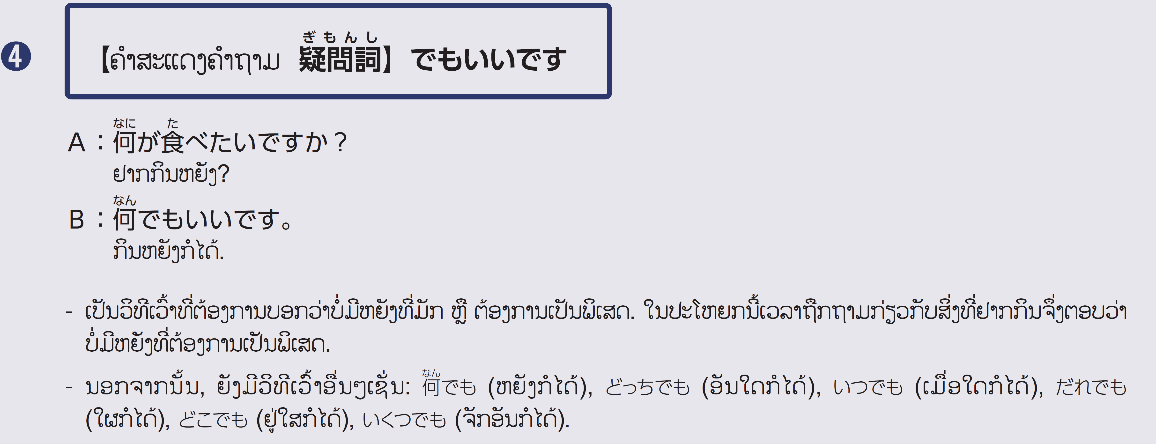 4
【ຄຳສະແດງຄຳຖາມ 疑問詞】でもいいです
ぎもんし
なに た
A:何が食べたいですか?
ຢາກກິນຫຍັງ?
なん
B:何でもいいです。
ກິນຫຍັງກໍໄດ້.
- ເປັນວິທີເວົ້າທີ່ຕ້ອງການບອກວ່າບໍ່ມີຫຍັງທີ່ມັກ ຫຼື ຕ້ອງການເປັນພິເສດ. ໃນປະໂຫຍກນີ້ເວລາຖືກຖາມກ່ຽວກັບສິ່ງທີ່ຢາກກິນຈຶ່ງຕອບວ່າ
ບໍ່ມີຫຍັງທີ່ຕ້ອງການເປັນພິເສດ.
なん
- ນອກຈາກນັ້ນ, ຍັງມີວິທີເວົ້າອື່ນໆເຊັ່ນ: 何でも (ຫຍັງກໍໄດ້), どっちでも (ອັນໃດກໍໄດ້), いつでも (ເມື່ອໃດກໍໄດ້), だれでも
(ໃຜກໍໄດ້), どこでも (ຢູ່ໃສກໍໄດ້), いくつでも (ຈັກອັນກໍໄດ້).